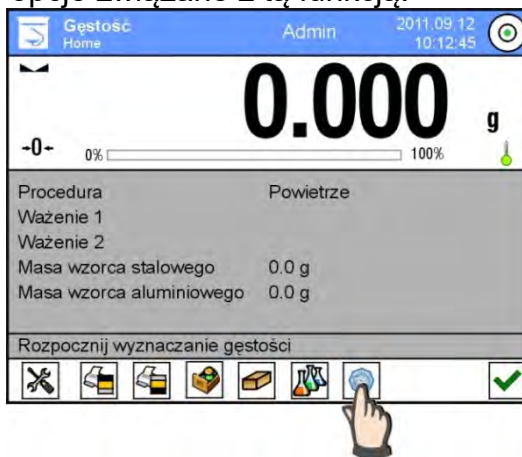 opcje związane z tą funkcją.
Gęstość
Home
Admin
2011.09.12
10:12:45
0.000
g
→0←
0%
100%
Procedura Powietrze
Ważenie 1
Ważenie 2
Masa wzorca stalowego 0.0 g
Masa wzorca aluminiowego 0.0 g
Rozpocznij wyznaczanie gęstości